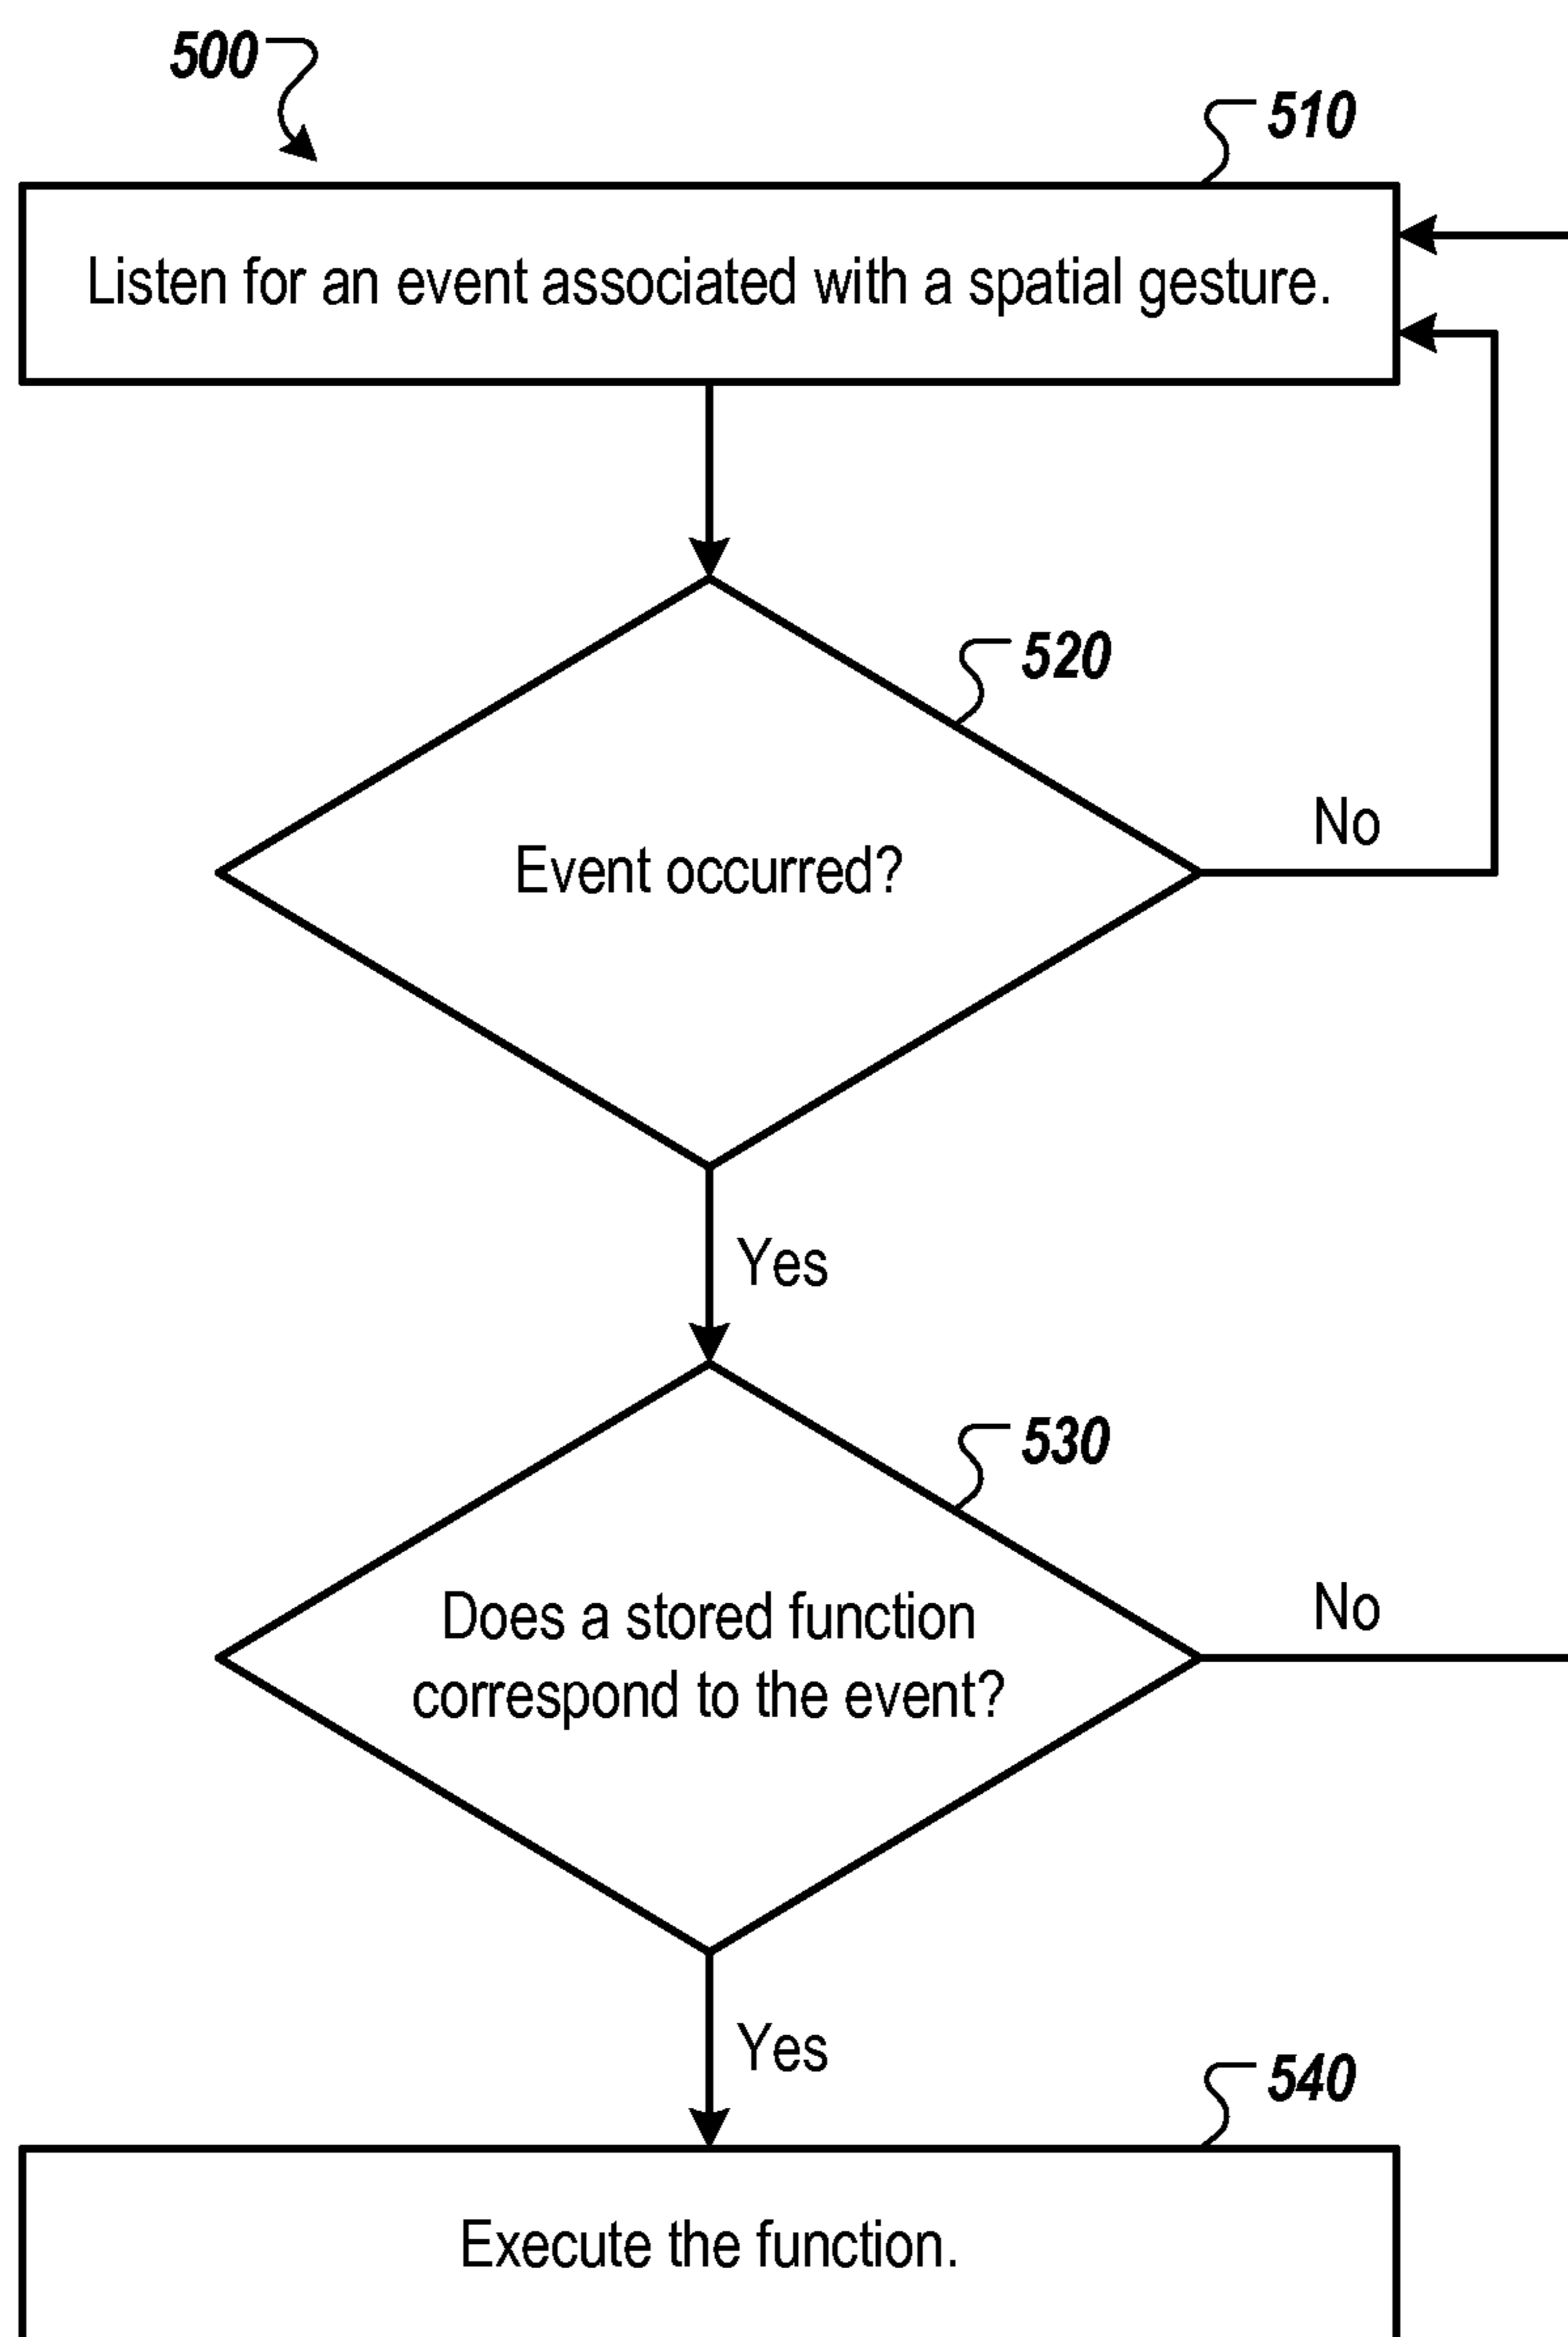 500
510
Listen for an event associated with a spatial gesture.
520
Event occurred?
No
Yes
530
Does a stored function
correspond to the event?
No
Yes
540
Execute the function.